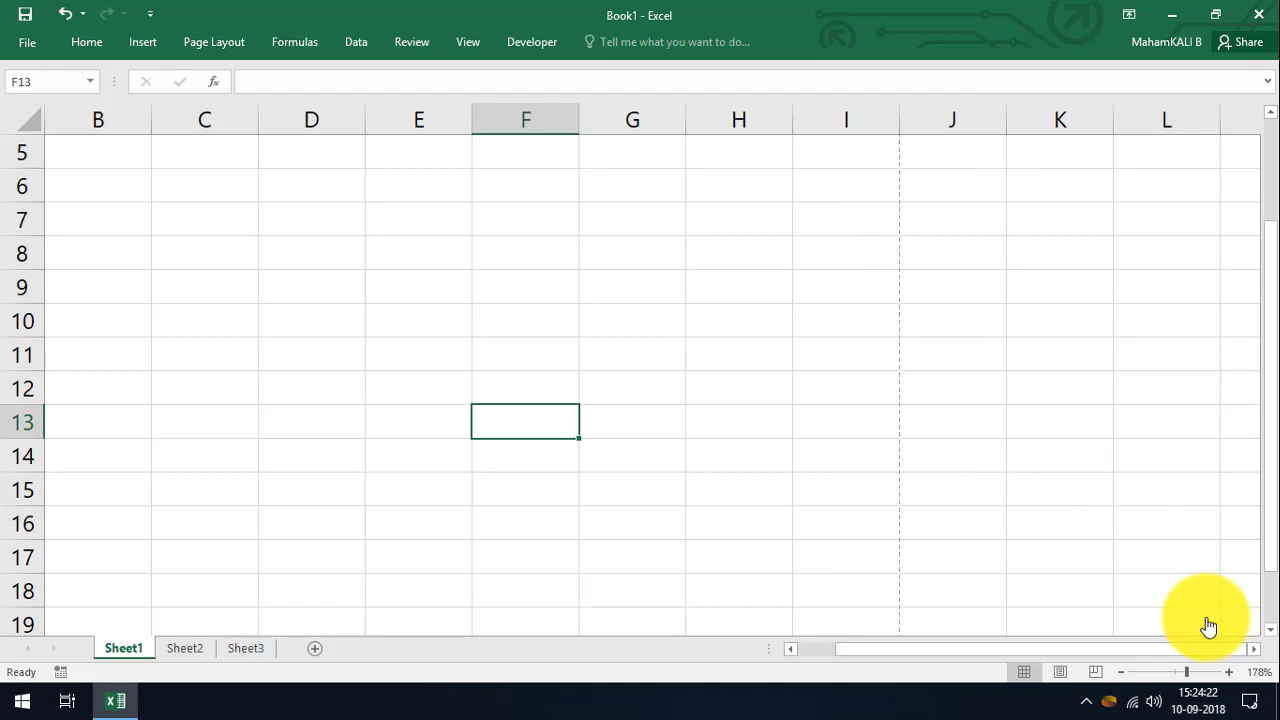 Book1 - Excel
File Home Insert Page Layout Formulas Data Review View Developer Tell me what you want to do... MahamKALI B Share
F13 fx
B C D E F G H I J K L
5
6
7
8
9
10
11
12
13
14
15
16
17
18
19
Sheet1 Sheet2 Sheet3
Ready 178%
15:24:22
10-09-2018